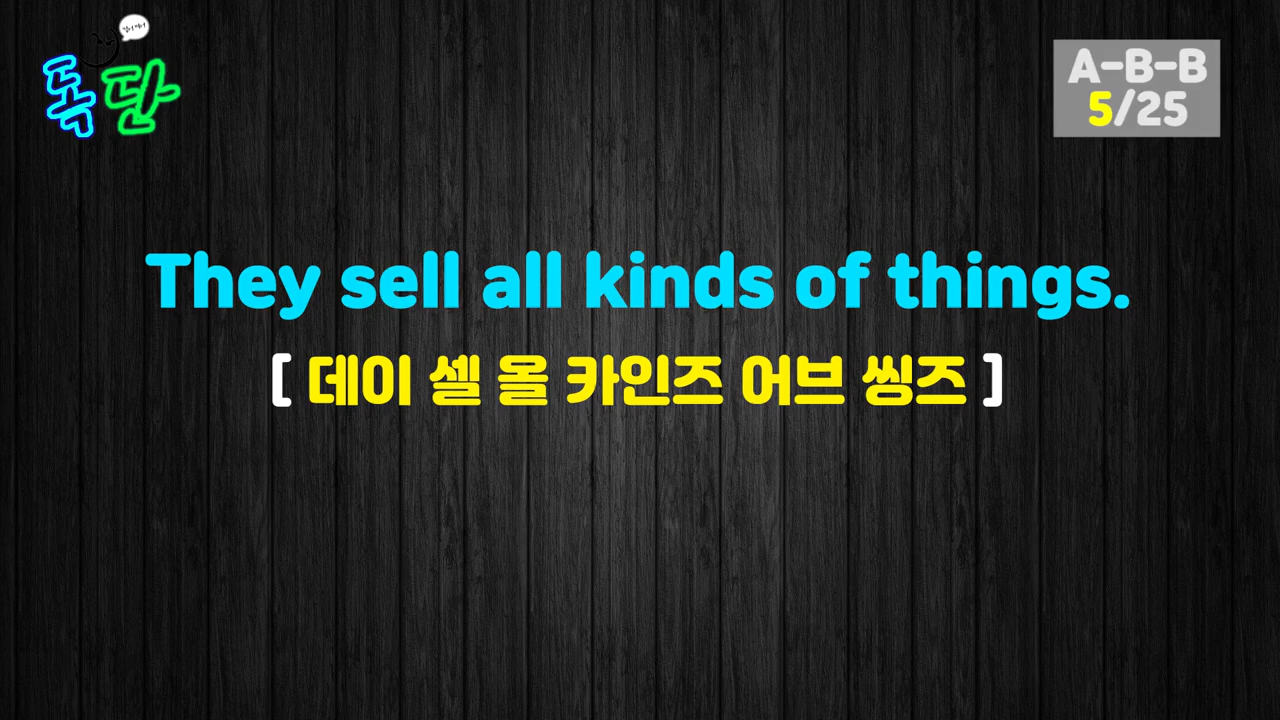 독단
A-B-B
5/25
They sell all kinds of things.
[ 데이 셀 올 카인즈 어브 씽즈 ]